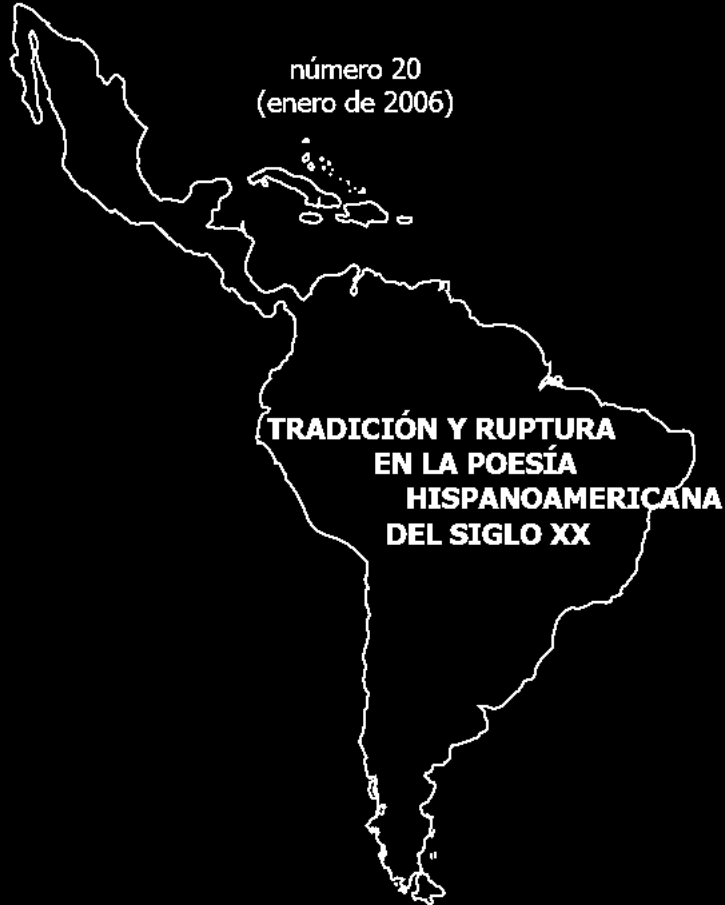 número 20
(enero de 2006)
TRADICIÓN Y RUPTURA
EN LA POESÍA
HISPANOAMERICANA
DEL SIGLO XX